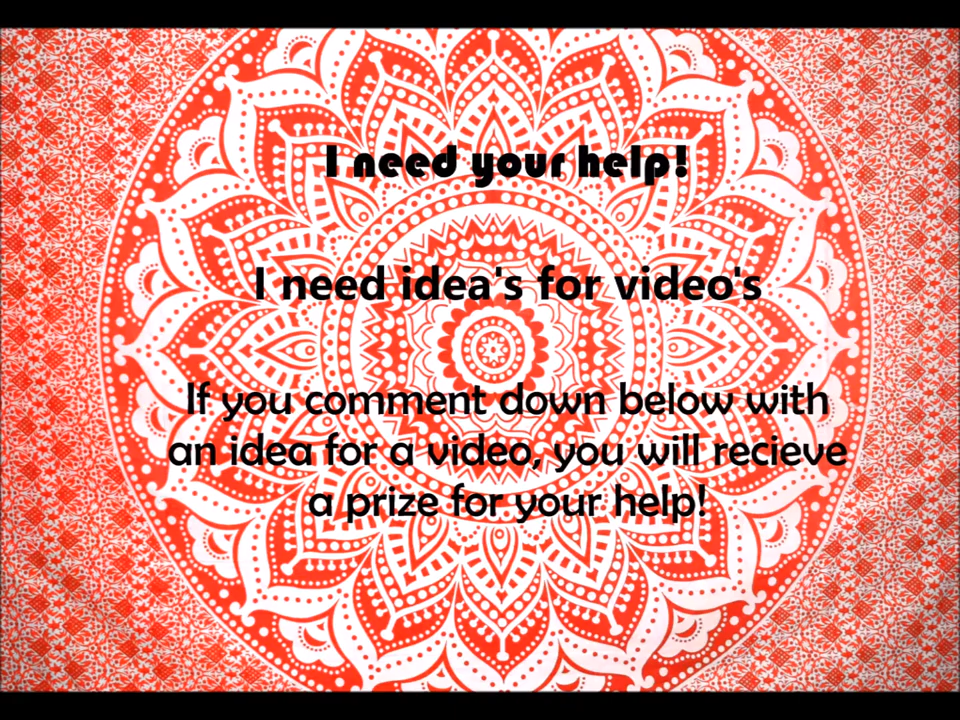 I need your help!
I need idea's for video's
If you comment down below with
an idea for a video, you will recieve
a prize for your help!